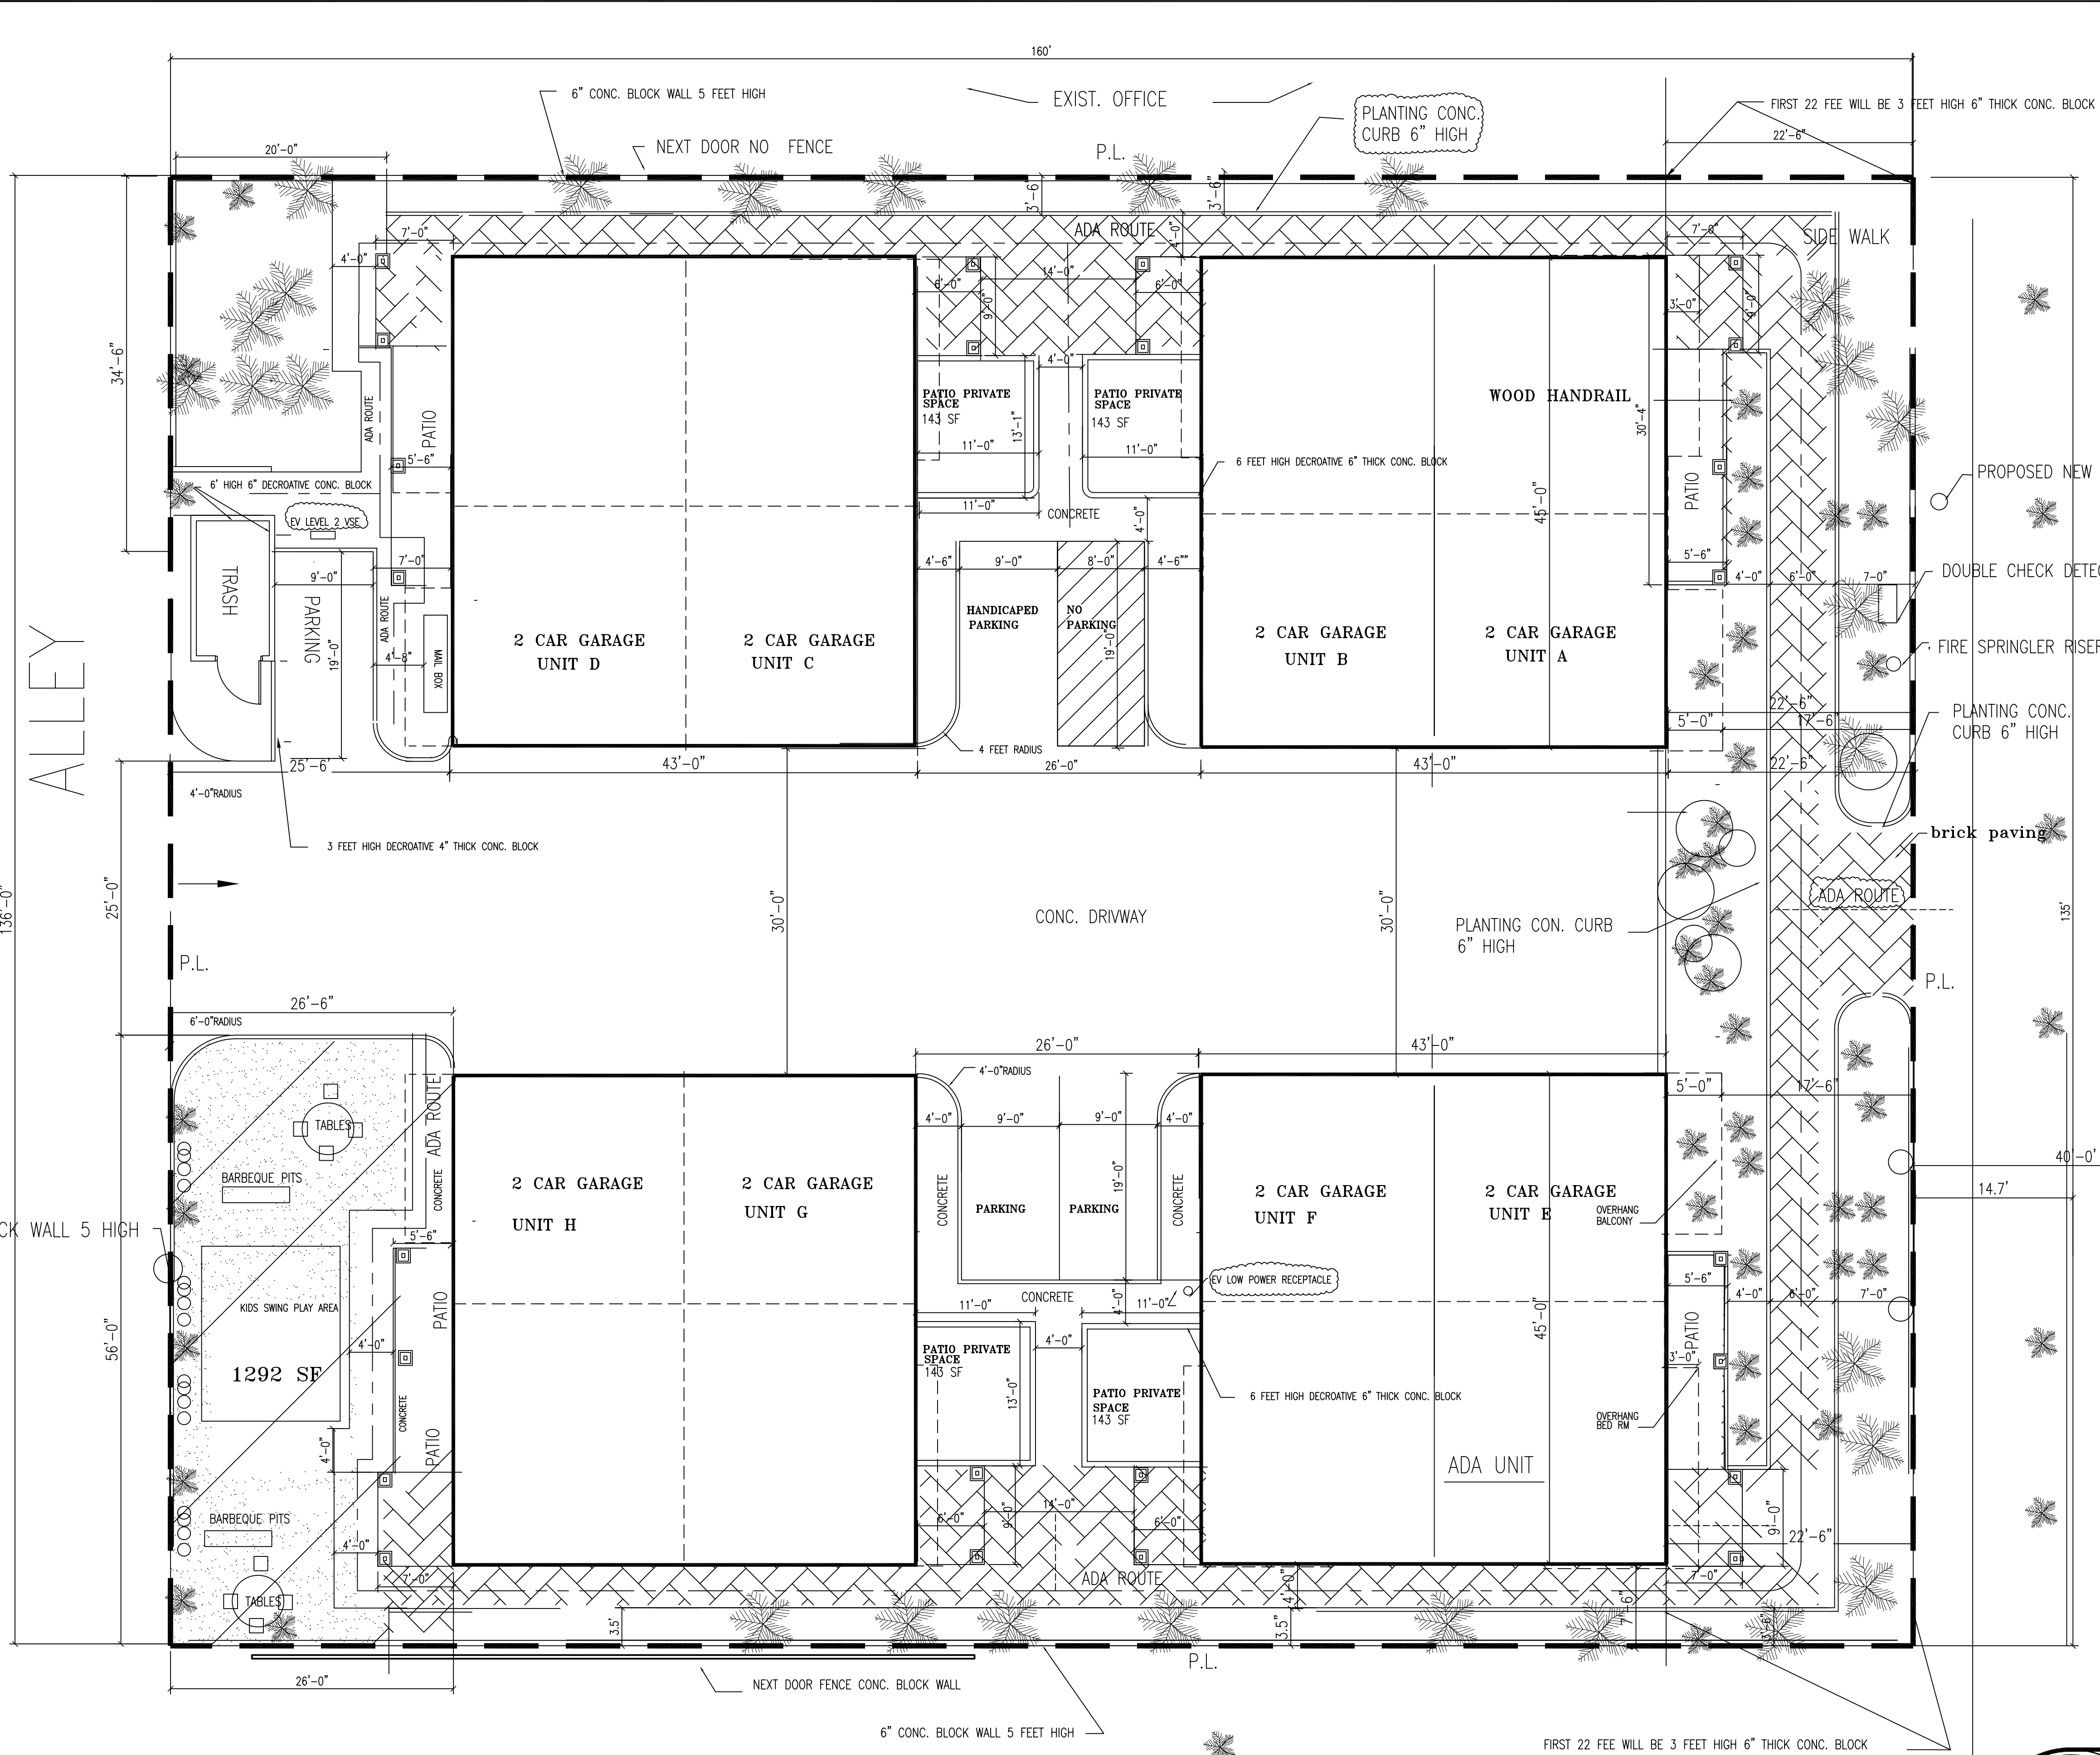 160'
6" CONC. BLOCK WALL 5 FEET HIGH
EXIST. OFFICE
PLANTING CONC.
CURB 6" HIGH
FIRST 22 FEE WILL BE 3 FEET HIGH 6" THICK CONC. BLOCK
20'-0"
NEXT DOOR NO FENCE
P.L.
22'-6"
3'-6"
3'-6"
ADA ROUTE
4'-0"
7'-0"
7'-0"
SIDE WALK
4'-0"
14'-0"
6'-0"
6'-0"
9'-0"
3'-0"
9'-0"
34'-6"
ADA ROUTE
PATIO
4'-0"
PATIO PRIVATE
SPACE
143 SF
13'-1"
11'-0"
PATIO PRIVATE
SPACE
143 SF
11'-0"
WOOD HANDRAIL
30'-4"
5'-6"
6 FEET HIGH DECROATIVE 6" THICK CONC. BLOCK
PROPOSED NEW
6' HIGH 6" DECROATIVE CONC. BLOCK
EV LEVEL 2 VSE
11'-0"
CONCRETE
4'-0"
45'-0"
PATIO
TRASH
9'-0"
PARKING
19'-0"
ADA ROUTE
7'-0"
4'-8"
MAIL BOX
4'-6"
9'-0"
8'-0"
4'-6""
5'-6"
4'-0"
6'-0"
7-0"
DOUBLE CHECK DETE
HANDICAPED
PARKING
NO
PARKING
19'-0"
2 CAR GARAGE
UNIT D
2 CAR GARAGE
UNIT C
2 CAR GARAGE
UNIT B
2 CAR GARAGE
UNIT A
FIRE SPRINGLER RISER
ALLEY
22'-6"
5'-0"
17'-6"
PLANTING CONC.
CURB 6" HIGH
4 FEET RADIUS
25'-6'
43'-0"
26'-0"
43'-0"
22'-6"
4'-0"RADIUS
3 FEET HIGH DECROATIVE 4" THICK CONC. BLOCK
brick paving
136'-0"
25'-0"
30'-0"
CONC. DRIVWAY
30'-0"
PLANTING CON. CURB
6" HIGH
ADA ROUTE
135'
P.L.
P.L.
26'-6"
6'-0"RADIUS
26'-0"
43'-0"
4'-0"RADIUS
5'-0"
17'-6"
TABLES
ADA ROUTE
4'-0"
9'-0"
9'-0"
4'-0"
19'-0"
40'-0'
BARBEQUE PITS
CONCRETE
2 CAR GARAGE
UNIT H
2 CAR GARAGE
UNIT G
CONCRETE
PARKING
PARKING
CONCRETE
2 CAR GARAGE
UNIT F
2 CAR GARAGE
UNIT E
OVERHANG
BALCONY
14.7'
CK WALL 5 HIGH
5'-6"
EV LOW POWER RECEPTACLE
5'-6"
KIDS SWING PLAY AREA
PATIO
CONCRETE
11'-0"
11'-0"
4'-0"
4'-0"
6'-0"
7'-0"
56'-0"
4'-0"
4'-0"
45'-0"
PATIO
1292 SF
PATIO PRIVATE
SPACE
143 SF
13'-0"
3'-0"
CONCRETE
PATIO
4'-0"
PATIO PRIVATE
SPACE
143 SF
6 FEET HIGH DECROATIVE 6" THICK CONC. BLOCK
OVERHANG
BED RM
ADA UNIT
BARBEQUE PITS
4'-0"
6'-0"
9'-0"
14'-0"
6'-0"
9'-0"
22'-6"
7'-0"
TABLES
ADA ROUTE
4'-0"
7'-0"
3.5'
3.5"
7'-6"
3'-6"
P.L.
26'-0"
NEXT DOOR FENCE CONC. BLOCK WALL
6" CONC. BLOCK WALL 5 FEET HIGH
FIRST 22 FEE WILL BE 3 FEET HIGH 6" THICK CONC. BLOCK